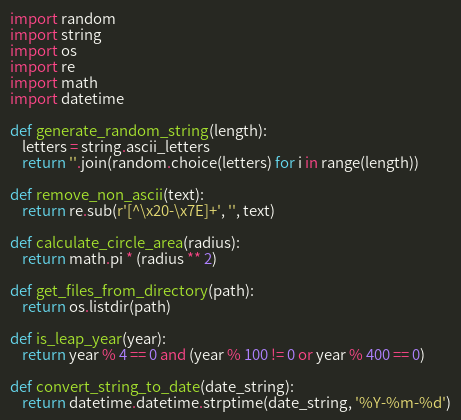 import random
import string
import os
import re
import math
import datetime

def generate_random_string(length):
    letters = string.ascii_letters
    return ''.join(random.choice(letters) for i in range(length))

def remove_non_ascii(text):
    return re.sub(r'[^\x20-\x7E]+', '', text)

def calculate_circle_area(radius):
    return math.pi * (radius ** 2)

def get_files_from_directory(path):
    return os.listdir(path)

def is_leap_year(year):
    return year % 4 == 0 and (year % 100 != 0 or year % 400 == 0)

def convert_string_to_date(date_string):
    return datetime.datetime.strptime(date_string, '%Y-%m-%d')